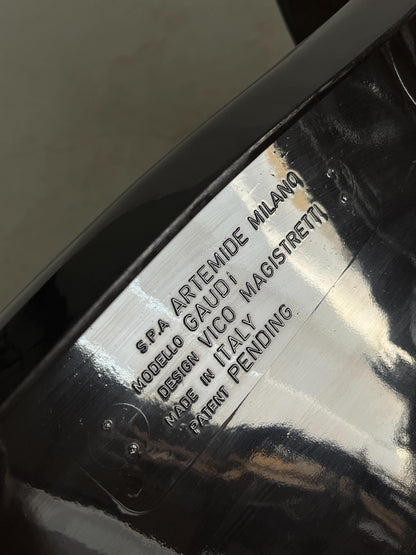 S.P.A ARTEMIDE MILANO
MODELLO GAUDi
DESIGN VICO MAGISTRETTI
MADE IN ITALY
PATENT PENDING